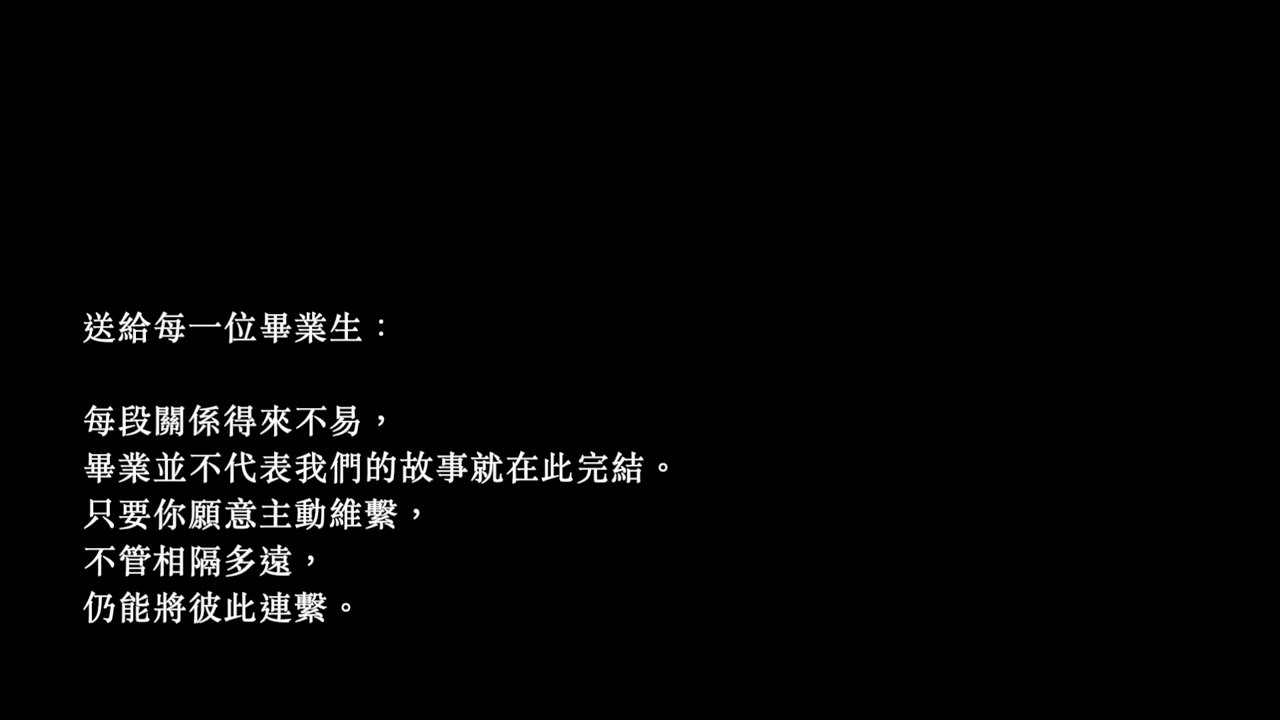 送給每一位畢業生：
每段關係得來不易，
畢業並不代表我們的故事就在此完結。
只要你願意主動維繫，
不管相隔多遠，
仍能將彼此連繫。